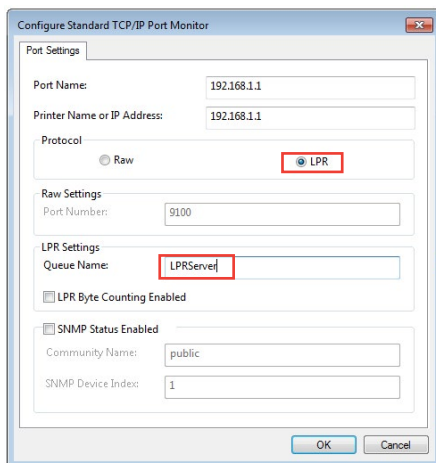 Configure Standard TCP/IP Port Monitor
Port Settings
Port Name: 192.168.1.1
Printer Name or IP Address: 192.168.1.1
Protocol
Raw LPR
Raw Settings
Port Number: 9100
LPR Settings
Queue Name: LPRServer
LPR Byte Counting Enabled
SNMP Status Enabled
Community Name: public
SNMP Device Index: 1
OK Cancel